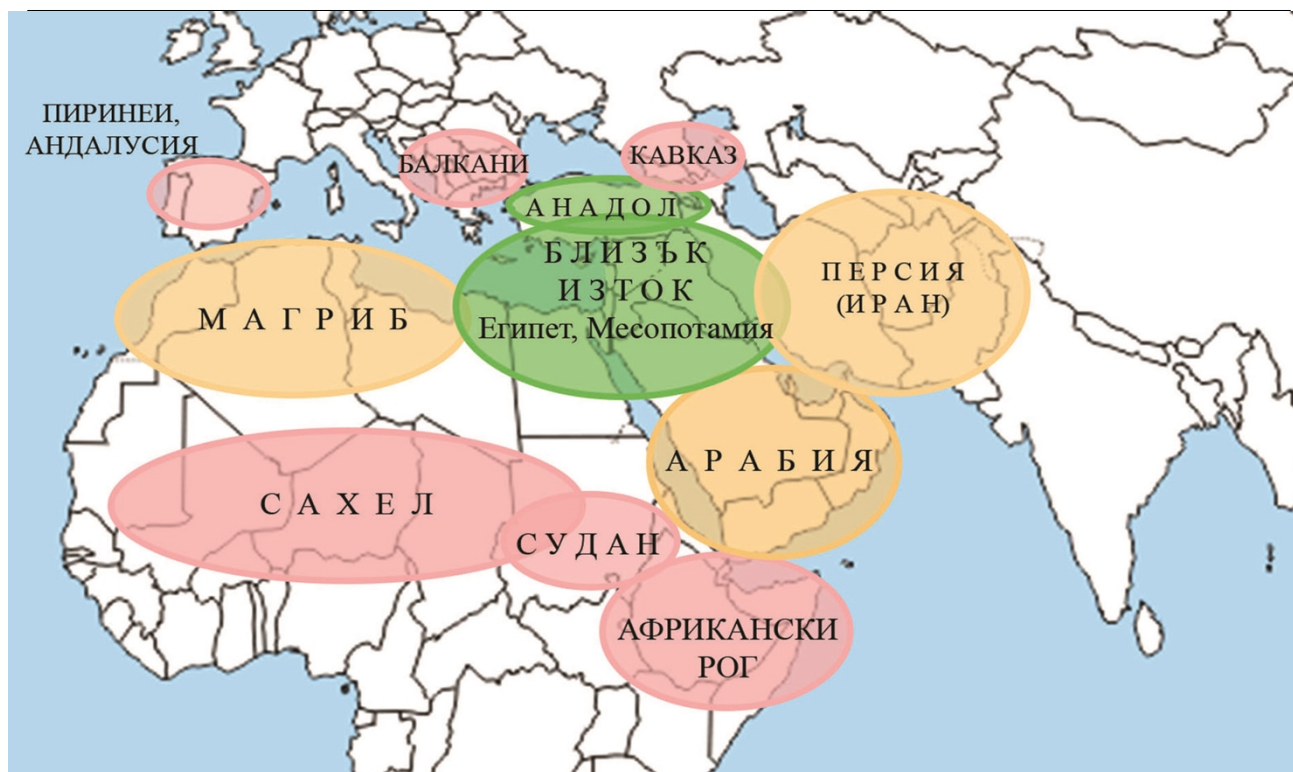 ПИРИНЕИ,
АНДАЛУСИЯ
БАЛКАНИ
КАВКАЗ
АНАДОЛ
БЛИЗЪК
ИЗТОК
Египет, Месопотамия
ПЕРСИЯ
(ИРАН)
МАГРИБ
АРАБИЯ
САХЕЛ
СУДАН
АФРИКАНСКИ
РОГ